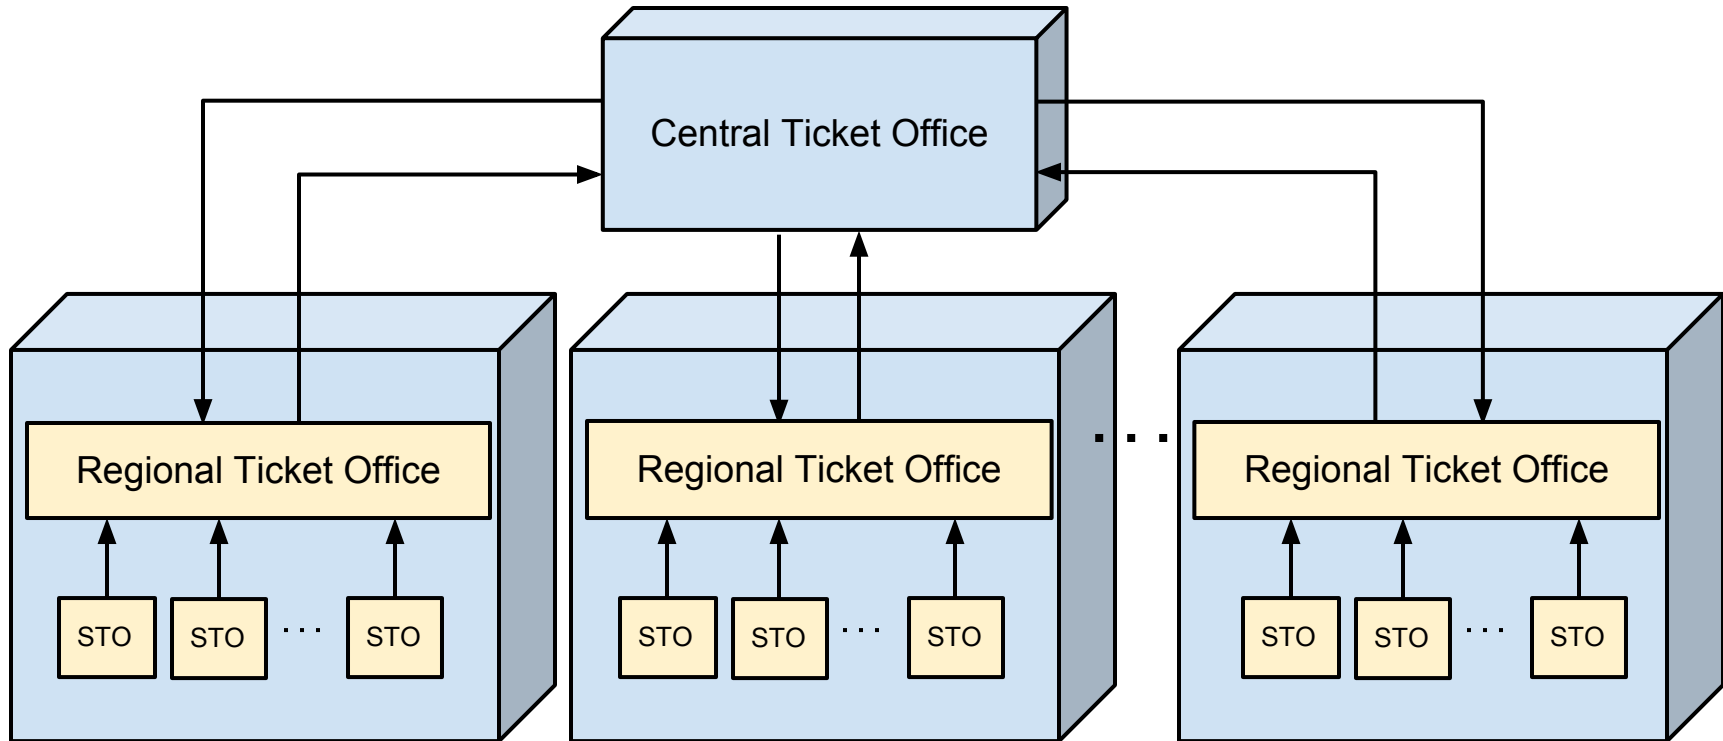 Central Ticket Office
Regional Ticket Office
Regional Ticket Office
. . .
Regional Ticket Office
STO
STO
. . .
STO
STO
STO
. . .
STO
STO
STO
. . .
STO